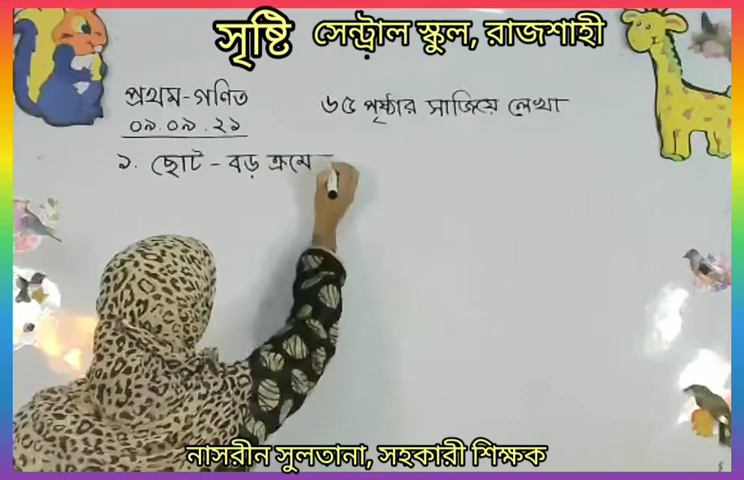 সৃষ্টি সেন্ট্রাল স্কুল, রাজশাহী
প্রথম-গণিত
৬৫ পৃষ্ঠার সাজিয়ে লেখা
০৯.০৯.২১
১. ছোট - বড় ক্রমে
নাসরীন সুলতানা, সহকারী শিক্ষক